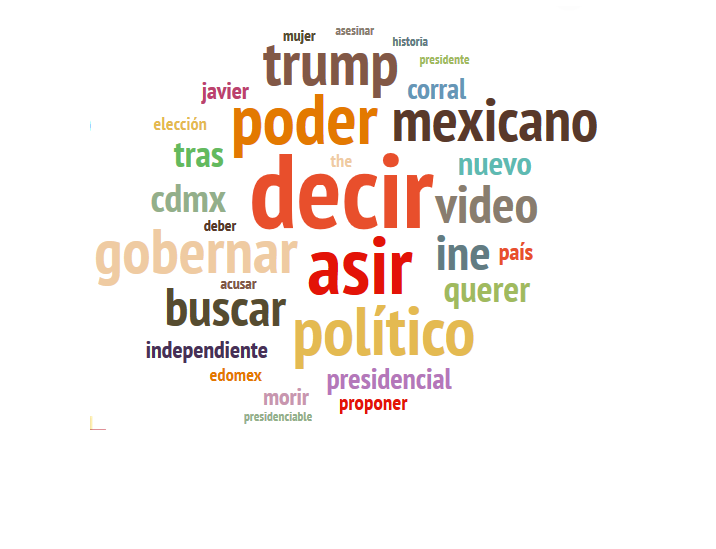 asesinar
mujer
historia
trump
presidente
javier
corral
poder
mexicano
elección
tras
the
nuevo
decir
cdmx
video
deber
gobernar
asir
ine
país
acusar
querer
buscar
político
independiente
edomex
presidencial
morir
proponer
presidenciable